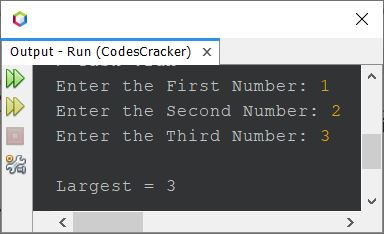 Output - Run (CodesCracker)
Enter the First Number: 1
Enter the Second Number: 2
Enter the Third Number: 3
Largest = 3